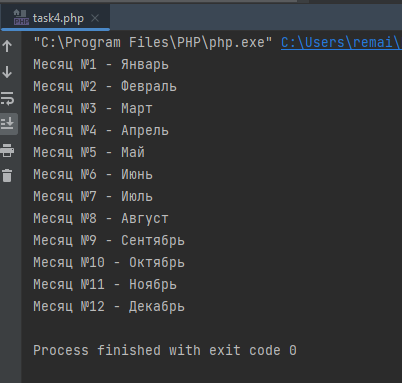 task4.php
"C:\Program Files\PHP\php.exe" C:\Users\remai\
Месяц №1 - Январь
Месяц №2 - Февраль
Месяц №3 - Март
Месяц №4 - Апрель
Месяц №5 - Май
Месяц №6 - Июнь
Месяц №7 - Июль
Месяц №8 - Август
Месяц №9 - Сентябрь
Месяц №10 - Октябрь
Месяц №11 - Ноябрь
Месяц №12 - Декабрь
Process finished with exit code 0